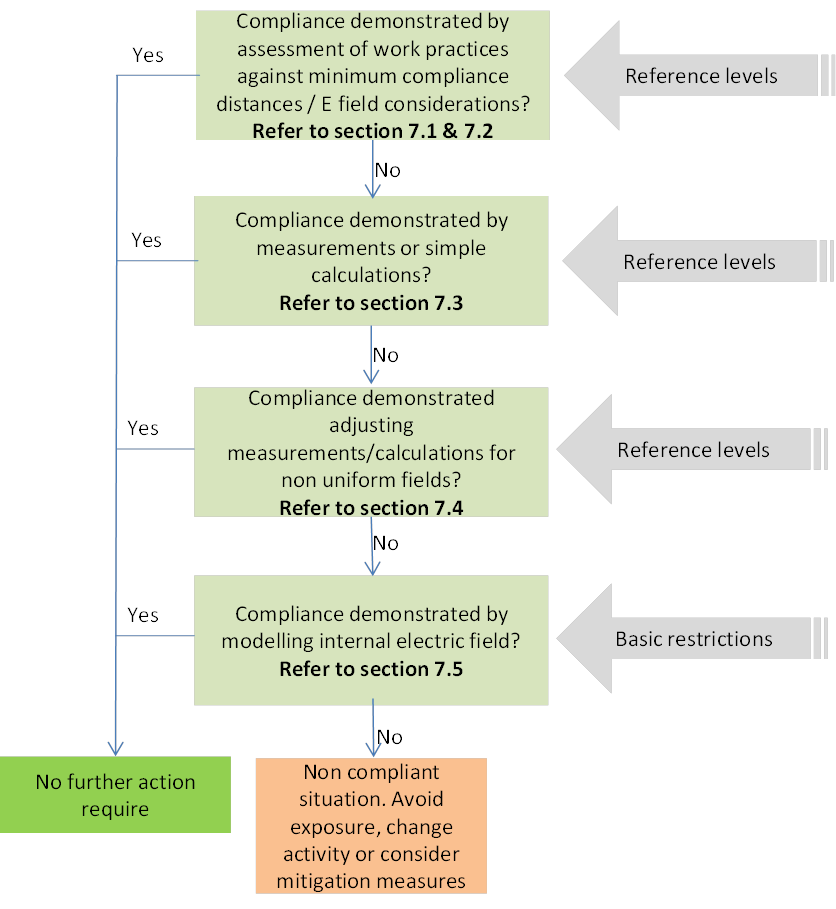 Compliance demonstrated by
assessment of work practices
against minimum compliance
distances / E field considerations?
Refer to section 7.1 & 7.2
Yes
Reference levels
No
Compliance demonstrated by
measurements or simple
calculations?
Refer to section 7.3
Yes
Reference levels
No
Compliance demonstrated
adjusting
measurements/calculations for
non uniform fields?
Refer to section 7.4
Yes
Reference levels
No
Compliance demonstrated by
modelling internal electric field?
Refer to section 7.5
Yes
Basic restrictions
No
No further action
require
Non compliant
situation. Avoid
exposure, change
activity or consider
mitigation measures